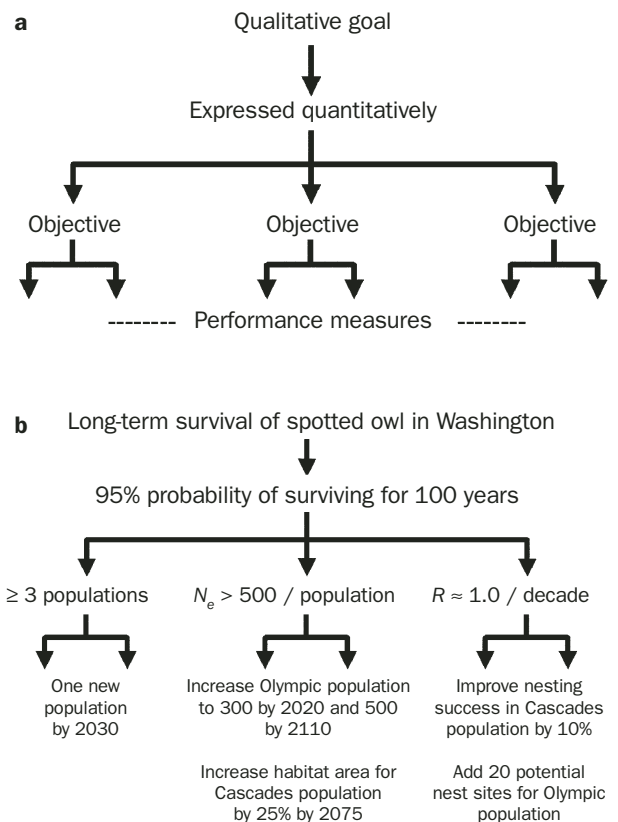 a
Qualitative goal
Expressed quantitatively
Objective
Objective
Objective
Performance measures
b
Long-term survival of spotted owl in Washington
95% probability of surviving for 100 years
≥ 3 populations
Nₑ > 500 / population
R ≈ 1.0 / decade
One new
population
by 2030
Increase Olympic population
to 300 by 2020 and 500
by 2110
Increase habitat area for
Cascades population
by 25% by 2075
Improve nesting
success in Cascades
population by 10%
Add 20 potential
nest sites for Olympic
population